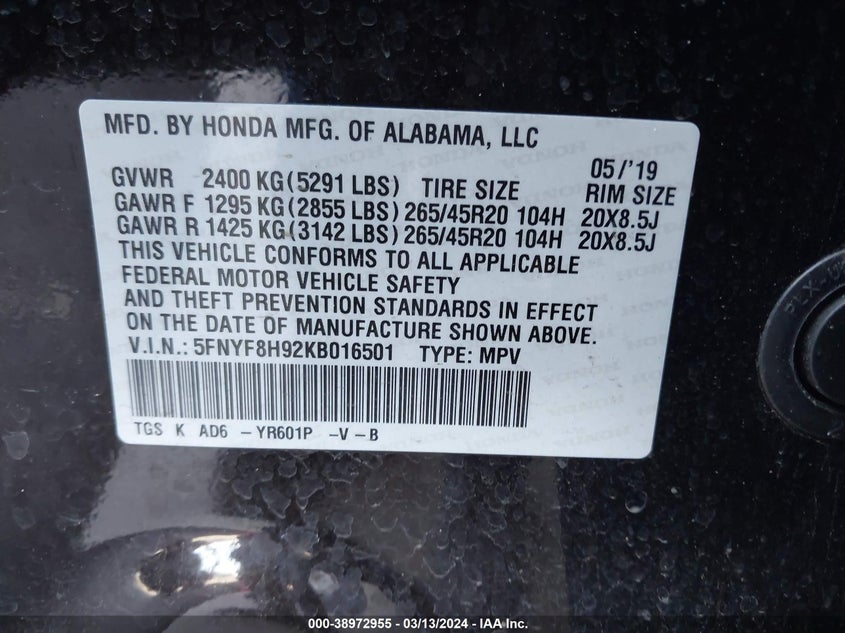 MFD. BY HONDA MFG. OF ALABAMA, LLC
05/'19
GVWR 2400 KG(5291 LBS) TIRE SIZE RIM SIZE
GAWR F 1295 KG(2855 LBS) 265/45R20 104H 20X8.5J
GAWR R 1425 KG(3142 LBS) 265/45R20 104H 20X8.5J
THIS VEHICLE CONFORMS TO ALL APPLICABLE
FEDERAL MOTOR VEHICLE SAFETY
AND THEFT PREVENTION STANDARDS IN EFFECT
ON THE DATE OF MANUFACTURE SHOWN ABOVE.
V.I.N.: 5FNYF8H92KB016501 TYPE: MPV
TGS K AD6 -YR601P -V-B
000-38972955 - 03/13/2024 - IAA Inc.